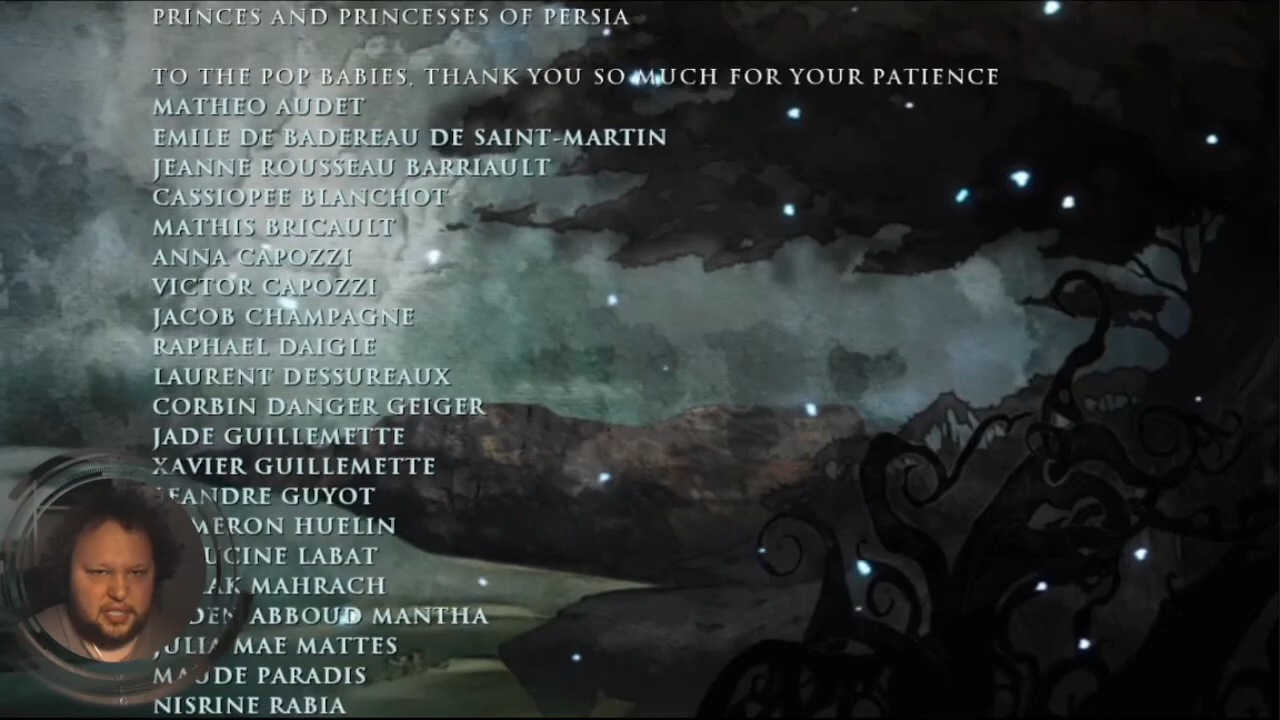 PRINCES AND PRINCESSES OF PERSIA
TO THE POP BABIES, THANK YOU SO MUCH FOR YOUR PATIENCE
MATHEO AUDET
EMILE DE BADEREAU DE SAINT-MARTIN
JEANNE ROUSSEAU BARRIAULT
CASSIOPEE BLANCHOT
MATHIS BRICAULT
ANNA CAPOZZI
VICTOR CAPOZZI
JACOB CHAMPAGNE
RAPHAEL DAIGLE
LAURENT DESSUREAUX
CORBIN DANGER GEIGER
JADE GUILLEMETTE
XAVIER GUILLEMETTE
LEANDRE GUYOT
HUELIN
LABAT
MAHRACH
ABBOUD MANTHA
JULIA MAE MATTES
MAUDE PARADIS
NISRINE RABIA